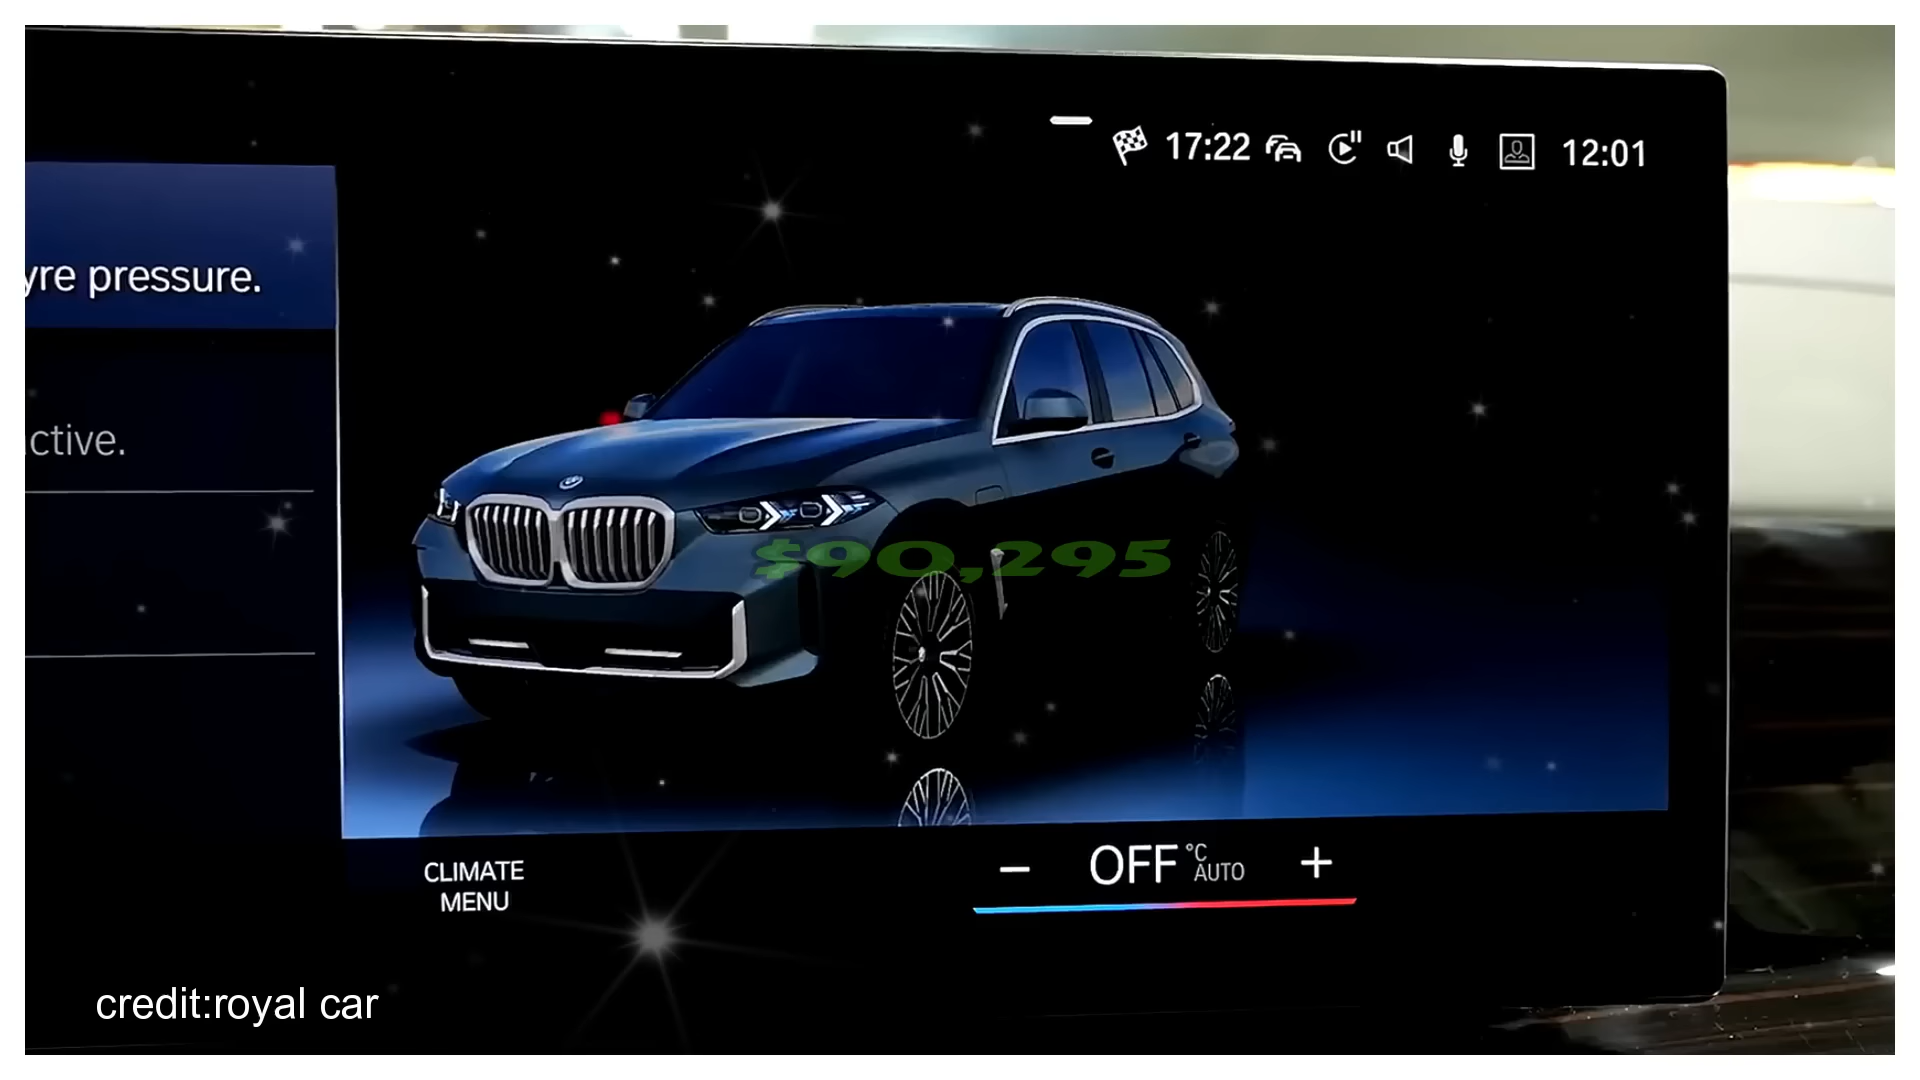 17:22 12:01
yre pressure.
ctive.
$90,295
CLIMATE
MENU
− OFF °C AUTO +
credit:royal car